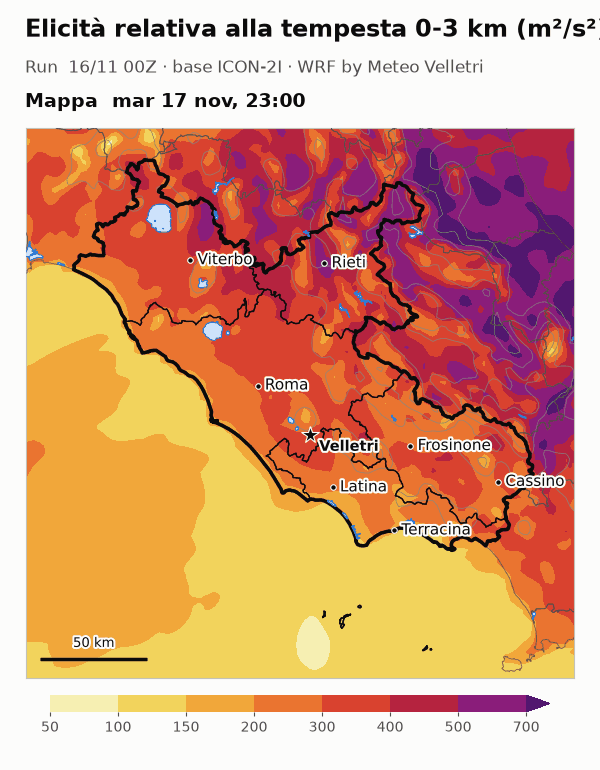 Elicità relativa alla tempesta 0-3 km (m²/s²)
Run 16/11 00Z · base ICON-2I · WRF by Meteo Velletri
Mappa mar 17 nov, 23:00
Viterbo
Rieti
Roma
Velletri
Frosinone
Latina
Cassino
Terracina
50 km
50 100 150 200 300 400 500 700